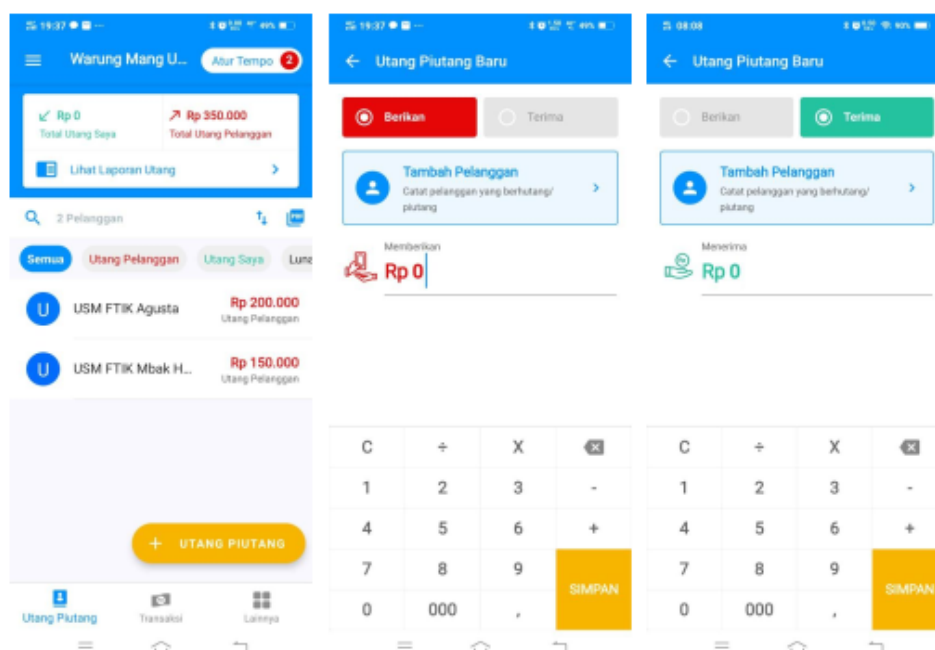 19:37
49%
Warung Mang U...
Atur Tempo 2
Rp 0
Total Utang Saya
Rp 350.000
Total Utang Pelanggan
Lihat Laporan Utang
2 Pelanggan
PDF
Semua
Utang Pelanggan
Utang Saya
Luna
U
USM FTIK Agusta
Rp 200.000
Utang Pelanggan
U
USM FTIK Mbak H...
Rp 150.000
Utang Pelanggan
+ UTANG PIUTANG
Utang Piutang
Transaksi
Lainnya
19:37
49%
Utang Piutang Baru
Berikan
Terima
Tambah Pelanggan
Catat pelanggan yang berhutang/
piutang
Memberikan
Rp 0
C ÷ X
1 2 3 -
4 5 6 +
7 8 9
SIMPAN
0 000 ,
08:08
90%
Utang Piutang Baru
Berikan
Terima
Tambah Pelanggan
Catat pelanggan yang berhutang/
piutang
Menerima
Rp 0
C ÷ X
1 2 3 -
4 5 6 +
7 8 9
SIMPAN
0 000 ,